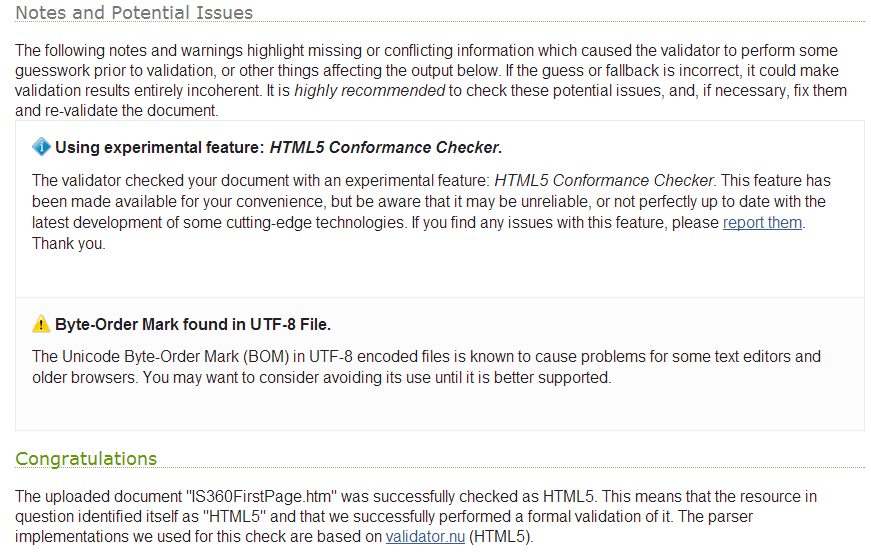 Notes and Potential Issues
The following notes and warnings highlight missing or conflicting information which caused the validator to perform some
guesswork prior to validation, or other things affecting the output below. If the guess or fallback is incorrect, it could make
validation results entirely incoherent. It is highly recommended to check these potential issues, and, if necessary, fix them
and re-validate the document.
Using experimental feature: HTML5 Conformance Checker.
The validator checked your document with an experimental feature: HTML5 Conformance Checker. This feature has
been made available for your convenience, but be aware that it may be unreliable, or not perfectly up to date with the
latest development of some cutting-edge technologies. If you find any issues with this feature, please report them.
Thank you.
Byte-Order Mark found in UTF-8 File.
The Unicode Byte-Order Mark (BOM) in UTF-8 encoded files is known to cause problems for some text editors and
older browsers. You may want to consider avoiding its use until it is better supported.
Congratulations
The uploaded document "IS360FirstPage.htm" was successfully checked as HTML5. This means that the resource in
question identified itself as "HTML5" and that we successfully performed a formal validation of it. The parser
implementations we used for this check are based on validator.nu (HTML5).